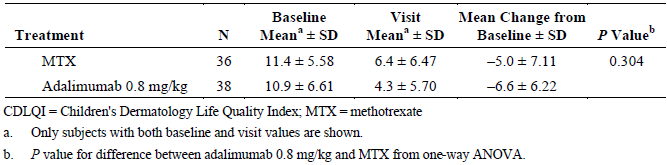 Treatment N Baseline Meanᵃ ± SD Visit Meanᵃ ± SD Mean Change from Baseline ± SD P Valueᵇ
MTX 36 11.4 ± 5.58 6.4 ± 6.47 –5.0 ± 7.11 0.304
Adalimumab 0.8 mg/kg 38 10.9 ± 6.61 4.3 ± 5.70 –6.6 ± 6.22
CDLQI = Children's Dermatology Life Quality Index; MTX = methotrexate
a. Only subjects with both baseline and visit values are shown.
b. P value for difference between adalimumab 0.8 mg/kg and MTX from one-way ANOVA.